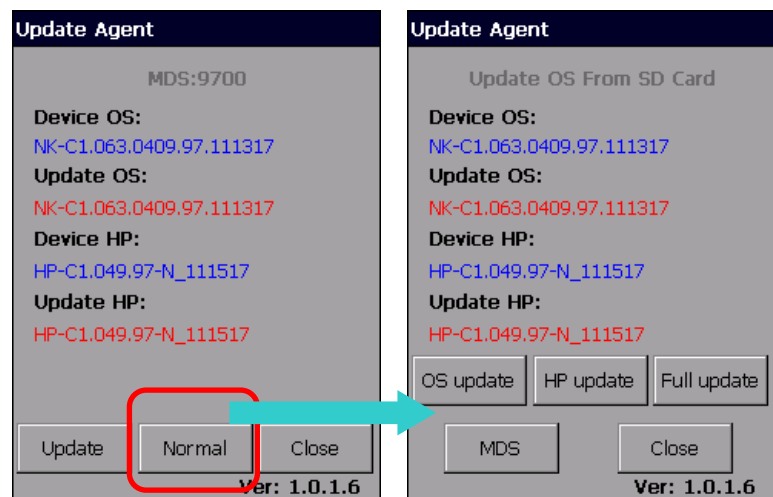 Update Agent
MDS:9700
Device OS:
NK-C1.063.0409.97.111317
Update OS:
NK-C1.063.0409.97.111317
Device HP:
HP-C1.049.97-N_111517
Update HP:
HP-C1.049.97-N_111517
Update Normal Close
Ver: 1.0.1.6
Update Agent
Update OS From SD Card
Device OS:
NK-C1.063.0409.97.111317
Update OS:
NK-C1.063.0409.97.111317
Device HP:
HP-C1.049.97-N_111517
Update HP:
HP-C1.049.97-N_111517
OS update HP update Full update
MDS Close
Ver: 1.0.1.6